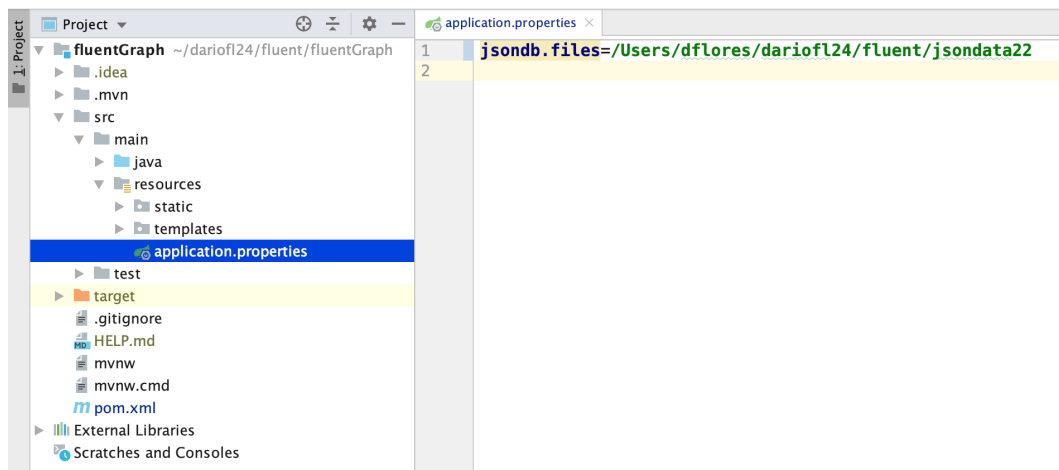 1: Project
Project
application.properties
fluentGraph ~/dariofl24/fluent/fluentGraph
.idea
.mvn
src
main
java
resources
static
templates
application.properties
test
target
.gitignore
HELP.md
mvnw
mvnw.cmd
pom.xml
External Libraries
Scratches and Consoles
1 jsondb.files=/Users/dflores/dariofl24/fluent/jsondata22
2